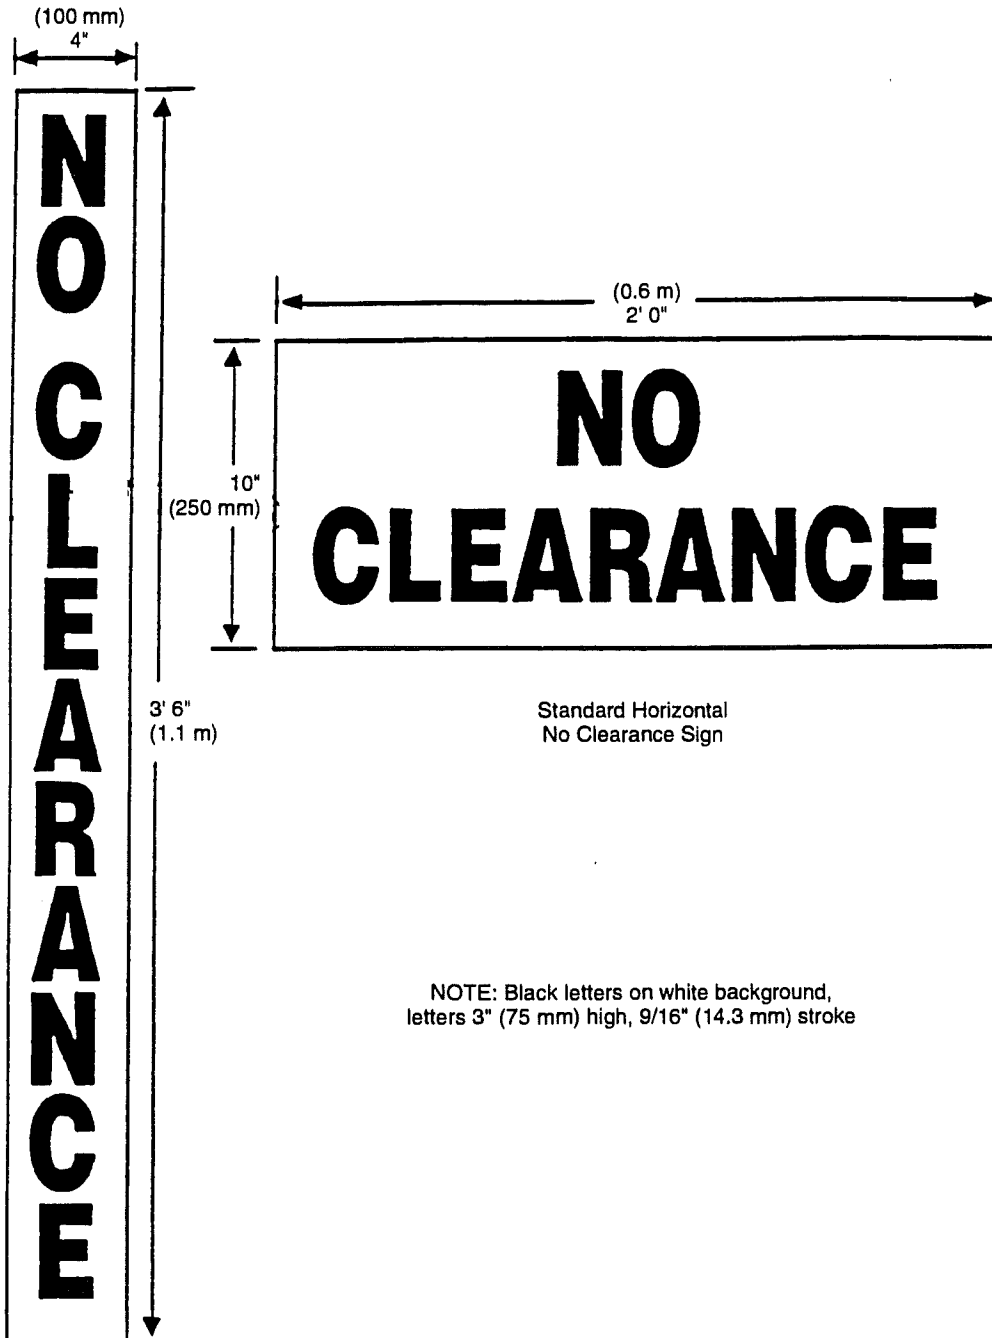 (100 mm)
4"
N
O
C
L
E
A
R
A
N
C
E
3' 6"
(1.1 m)
(0.6 m)
2' 0"
10"
(250 mm)
NO
CLEARANCE
Standard Horizontal
No Clearance Sign
NOTE: Black letters on white background,
letters 3" (75 mm) high, 9/16" (14.3 mm) stroke